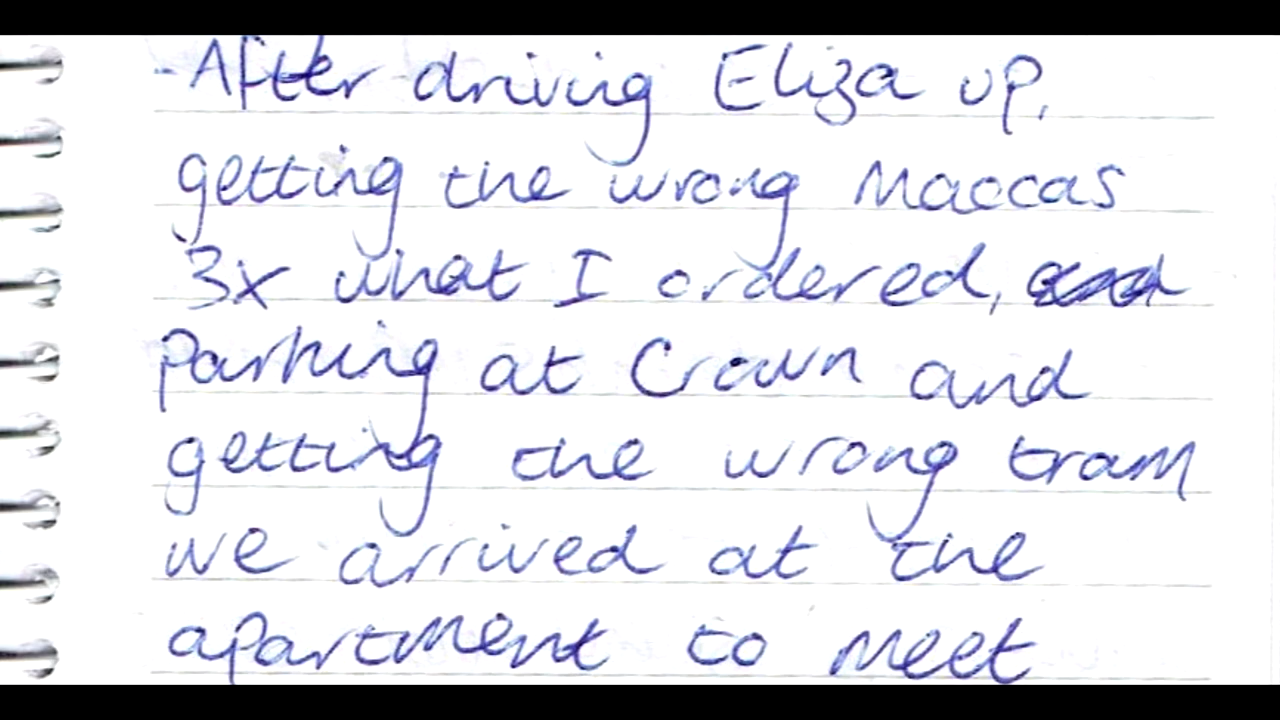 -After driving Eliza up,
getting the wrong Maccas
3x what I ordered,
Parking at Crown and
getting the wrong tram
we arrived at the
apartment to meet